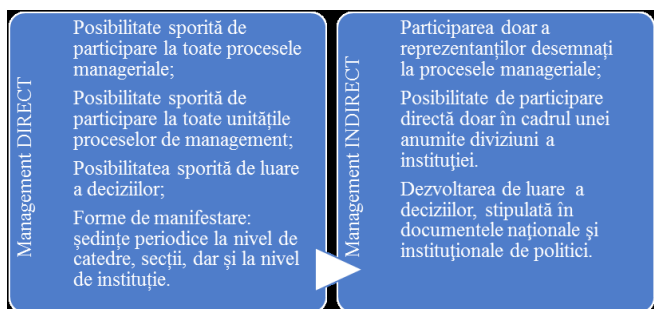 Management DIRECT
Posibilitate sporită de
participare la toate procesele
manageriale;
Posibilitate sporită de
participare la toate unitățile
proceselor de management;
Posibilitatea sporită de luare
a deciziilor;
Forme de manifestare:
ședințe periodice la nivel de
catedre, secții, dar și la nivel
de instituție.
Management INDIRECT
Participarea doar a
reprezentanților desemnați
la procesele manageriale;
Posibilitate de participare
directă doar în cadrul unei
anumite diviziuni a
instituţiei.
Dezvoltarea de luare a
deciziilor, stipulată în
documentele naționale și
instituţionale de politici.